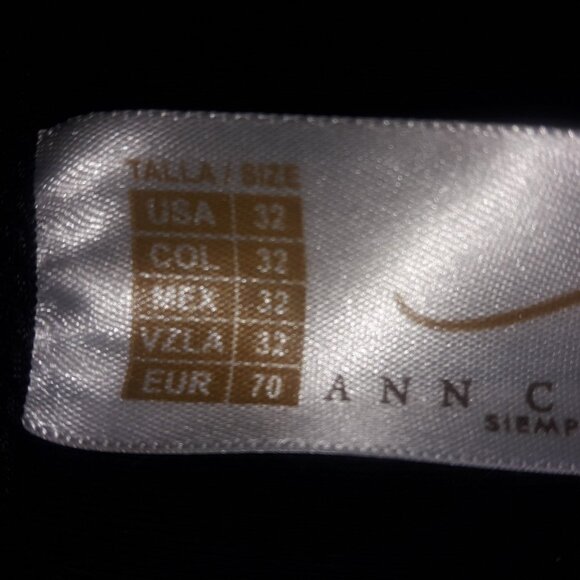 TALLA / SIZE
USA 32
COL 32
MEX 32
VZLA 32
EUR 70
ANN C
SIEMP